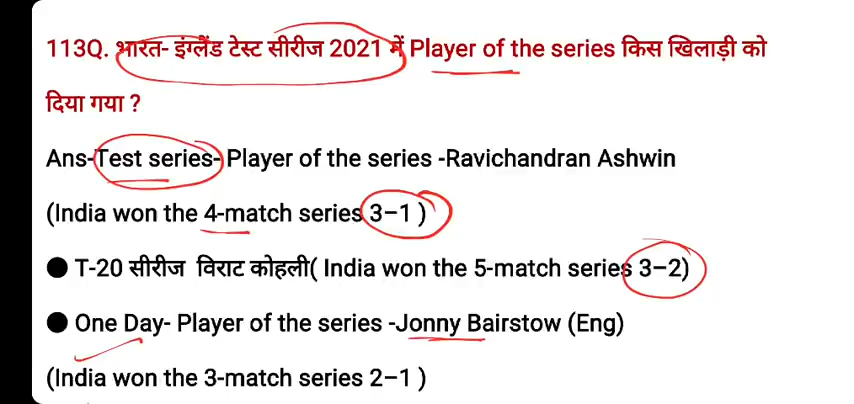 113Q. भारत- इंग्लैंड टेस्ट सीरीज 2021 में Player of the series किस खिलाड़ी को
दिया गया ?
Ans-Test series- Player of the series -Ravichandran Ashwin
(India won the 4-match series 3–1 )
● T-20 सीरीज विराट कोहली( India won the 5-match series 3–2)
● One Day- Player of the series -Jonny Bairstow (Eng)
(India won the 3-match series 2–1 )